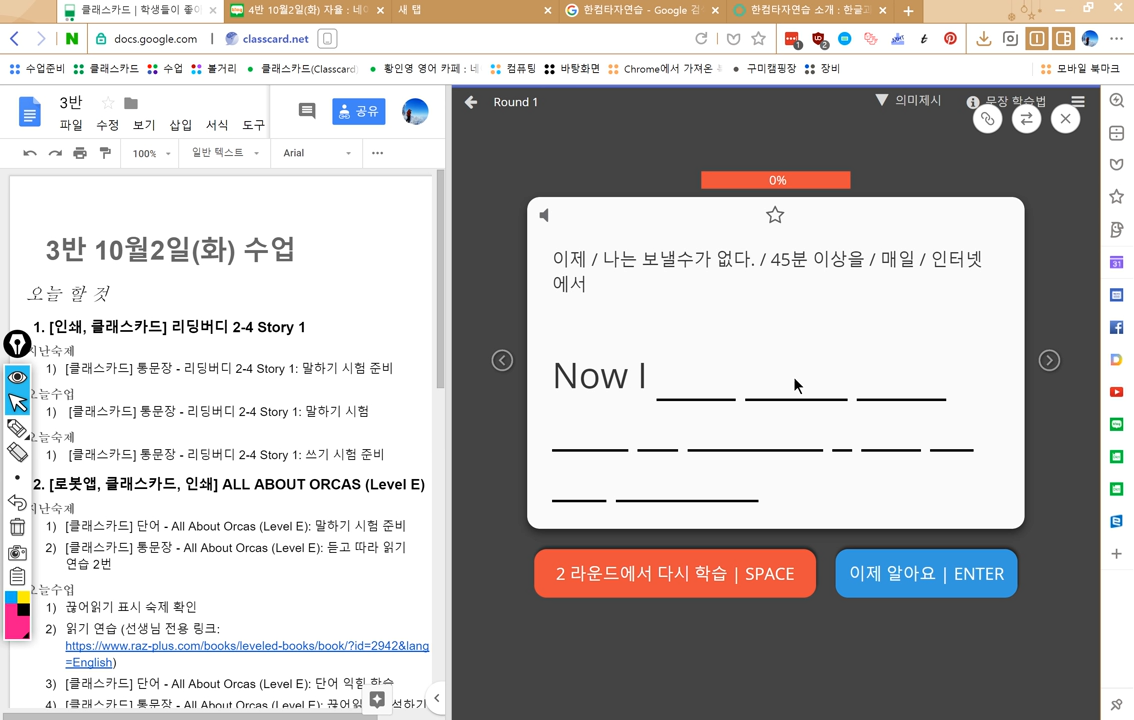 클래스카드 | 학생들이 좋아
4반 10월2일(화) 자율 : 네이
새 탭
한컴타자연습 - Google 검
한컴타자연습 소개 : 한글과
docs.google.com
classcard.net
수업준비
클래스카드
수업
볼거리
클래스카드(Classcard
황인영 영어 카페 : 네
컴퓨팅
바탕화면
Chrome에서 가져온
구미캠핑장
장비
모바일 북마크
3반
파일 수정 보기 삽입 서식 도구
공유
100% 일반 텍스트 Arial
3반 10월2일(화) 수업
오늘 할 것
1. [인쇄, 클래스카드] 리딩버디 2-4 Story 1
지난숙제
1) [클래스카드] 통문장 - 리딩버디 2-4 Story 1: 말하기 시험 준비
오늘수업
1) [클래스카드] 통문장 - 리딩버디 2-4 Story 1: 말하기 시험
오늘숙제
1) [클래스카드] 통문장 - 리딩버디 2-4 Story 1: 쓰기 시험 준비
2. [로봇앱, 클래스카드, 인쇄] ALL ABOUT ORCAS (Level E)
지난숙제
1) [클래스카드] 단어 - All About Orcas (Level E): 말하기 시험 준비
2) [클래스카드] 통문장 - All About Orcas (Level E): 듣고 따라 읽기
연습 2번
오늘수업
1) 끊어읽기 표시 숙제 확인
2) 읽기 연습 (선생님 전용 링크:
https://www.raz-plus.com/books/leveled-books/book/?id=2942&lang
=English)
3) [클래스카드] 단어 - All About Orcas (Level E): 단어 익힘 학습
4) [클래스카드] 통문장 - All About Orcas (Level E): 끊어읽
Round 1
의미제시
문장 학습법
0%
이제 / 나는 보낼수가 없다. / 45분 이상을 / 매일 / 인터넷
에서
Now I
2 라운드에서 다시 학습 | SPACE
이제 알아요 | ENTER